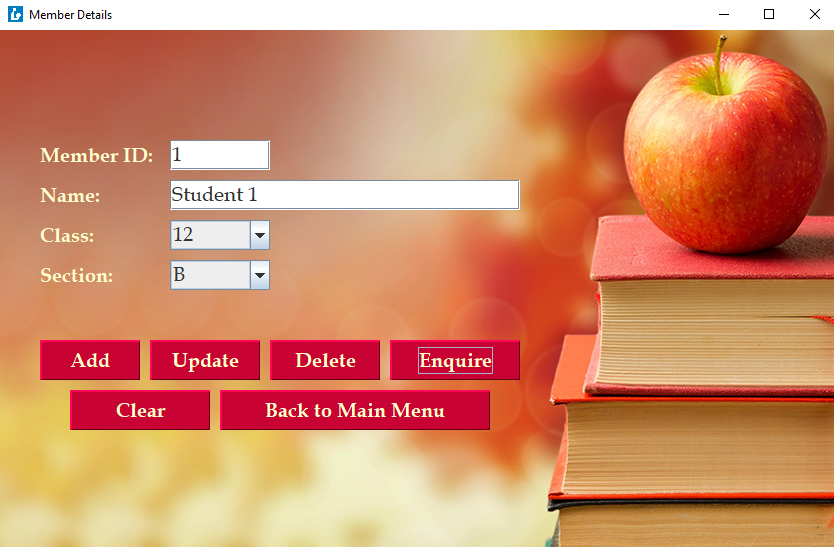 Member Details
Member ID: 1
Name: Student 1
Class: 12
Section: B
Add Update Delete Enquire
Clear Back to Main Menu